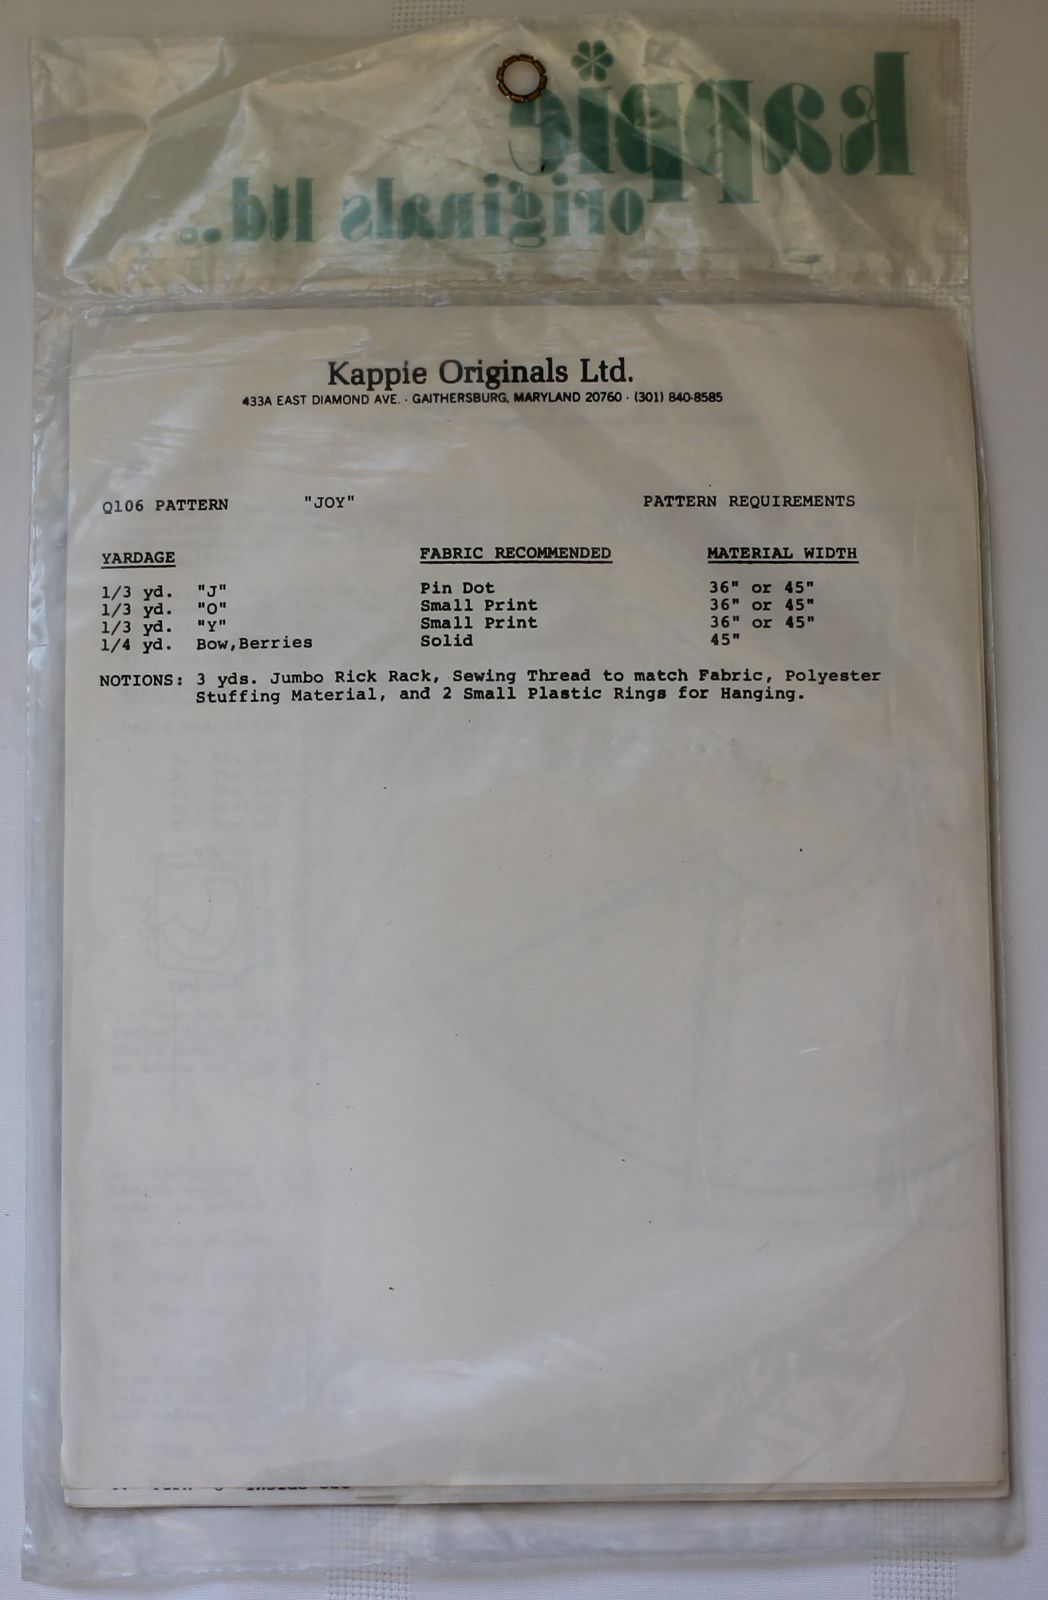 kappie
originals ltd.©
Kappie Originals Ltd.
433A EAST DIAMOND AVE. · GAITHERSBURG, MARYLAND 20760 · (301) 840-8585
Q106 PATTERN "JOY" PATTERN REQUIREMENTS
YARDAGE FABRIC RECOMMENDED MATERIAL WIDTH
1/3 yd. "J" Pin Dot 36" or 45"
1/3 yd. "O" Small Print 36" or 45"
1/3 yd. "Y" Small Print 36" or 45"
1/4 yd. Bow,Berries Solid 45"
NOTIONS: 3 yds. Jumbo Rick Rack, Sewing Thread to match Fabric, Polyester
Stuffing Material, and 2 Small Plastic Rings for Hanging.